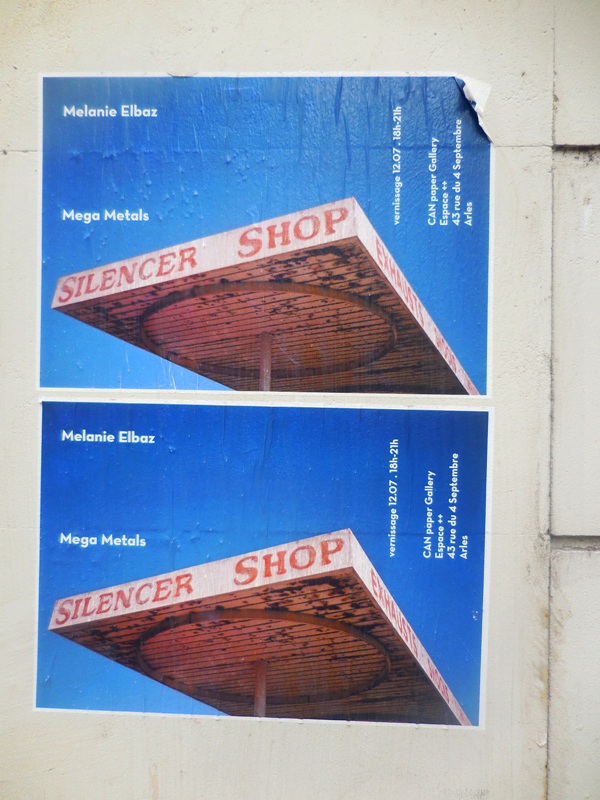 Melanie Elbaz
Mega Metals
vernissage 12.07 . 18h-21h
CAN paper Gallery
Espace ++
43 rue du 4 Septembre
Arles
SILENCER SHOP
EXHAUSTS
Melanie Elbaz
Mega Metals
vernissage 12.07 . 18h-21h
CAN paper Gallery
Espace ++
43 rue du 4 Septembre
Arles
SILENCER SHOP
EXHAUSTS